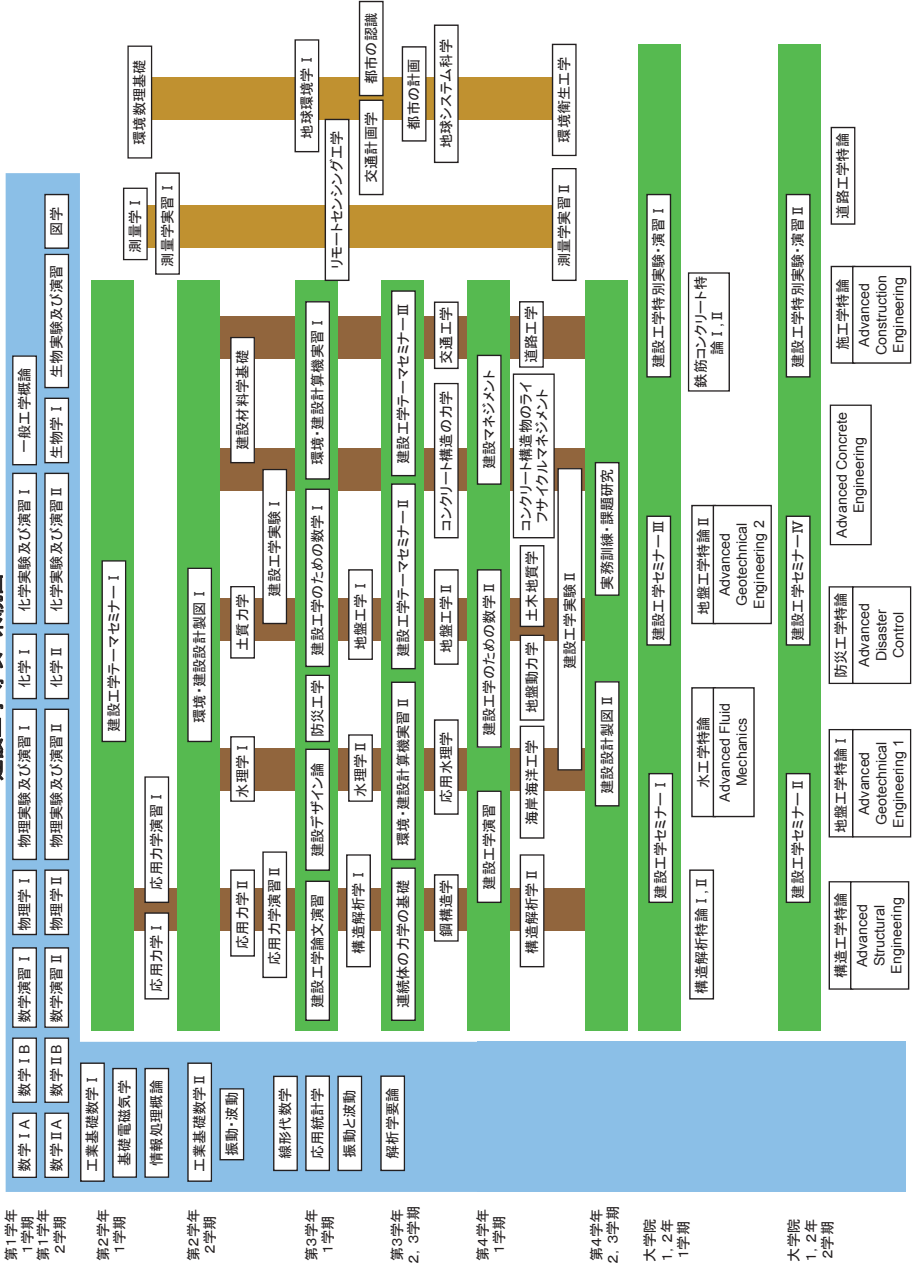 第1学年
1学期
数学ⅠA
数学ⅠB
数学演習Ⅰ
物理学Ⅰ
物理実験及び演習Ⅰ
化学Ⅰ
化学実験及び演習Ⅰ
一般工学概論
第1学年
2学期
数学ⅡA
数学ⅡB
数学演習Ⅱ
物理学Ⅱ
物理実験及び演習Ⅱ
化学Ⅱ
化学実験及び演習Ⅱ
生物学Ⅰ
生物実験及び演習
図学
第2学年
1学期
工業基礎数学Ⅰ
基礎電磁気学
情報処理概論
建設工学テーマセミナーⅠ
応用力学Ⅰ
応用力学演習Ⅰ
測量学Ⅰ
測量学実習Ⅰ
環境数理基礎
第2学年
2学期
工業基礎数学Ⅱ
振動・波動
環境・建設設計製図Ⅰ
応用力学Ⅱ
応用力学演習Ⅱ
水理学Ⅰ
土質力学
建設工学実験Ⅰ
建設材料学基礎
第3学年
1学期
線形代数学
応用統計学
振動と波動
建設工学論文演習
建設デザイン論
防災工学
建設工学のための数学Ⅰ
環境・建設計算機実習Ⅰ
構造解析学Ⅰ
水理学Ⅱ
地盤工学Ⅰ
リモートセンシング工学
地球環境学Ⅰ
交通計画学
都市の認識
第3学年
2, 3学期
解析学要論
連続体の力学の基礎
環境・建設計算機実習Ⅱ
建設工学テーマセミナーⅡ
建設工学テーマセミナーⅢ
鋼構造学
応用水理学
地盤工学Ⅱ
コンクリート構造の力学
交通工学
都市の計画
地球システム科学
第4学年
1学期
建設工学演習
建設工学のための数学Ⅱ
建設マネジメント
構造解析学Ⅱ
海岸海洋工学
地盤動力学
土木地質学
コンクリート構造物のライ
フサイクルマネジメント
道路工学
建設工学実験Ⅱ
測量学実習Ⅱ
環境衛生工学
第4学年
2, 3学期
建設設計製図Ⅱ
実務訓練・課題研究
大学院
1, 2年
1学期
建設工学セミナーⅠ
建設工学セミナーⅢ
建設工学特別実験・演習Ⅰ
構造解析特論Ⅰ, Ⅱ
水工学特論
Advanced Fluid
Mechanics
地盤工学特論Ⅱ
Advanced
Geotechnical
Engineering 2
鉄筋コンクリート特
論Ⅰ, Ⅱ
大学院
1, 2年
2学期
建設工学セミナーⅡ
建設工学セミナーⅣ
建設工学特別実験・演習Ⅱ
構造工学特論
Advanced
Structural
Engineering
地盤工学特論Ⅰ
Advanced
Geotechnical
Engineering 1
防災工学特論
Advanced
Disaster
Control
Advanced Concrete
Engineering
施工学特論
Advanced
Construction
Engineering
道路工学特論